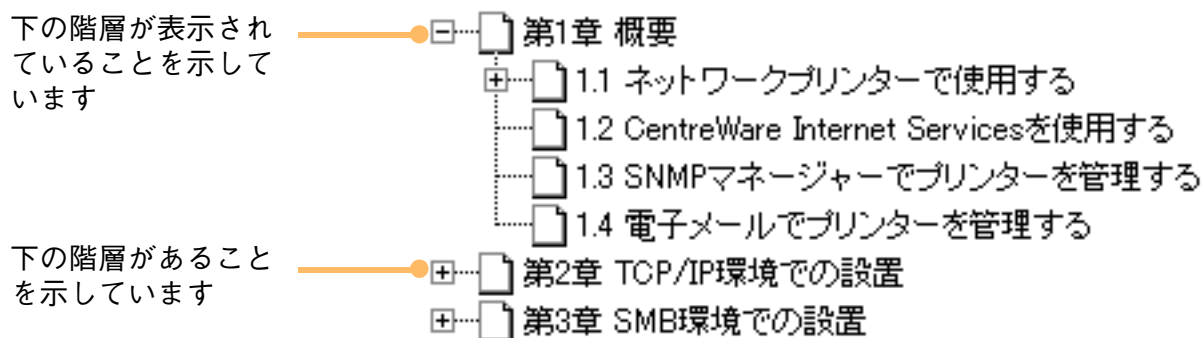 下の階層が表示され
ていることを示して
います
第1章 概要
1.1 ネットワークプリンターで使用する
1.2 CentreWare Internet Servicesを使用する
1.3 SNMPマネージャーでプリンターを管理する
1.4 電子メールでプリンターを管理する
下の階層があること
を示しています
第2章 TCP/IP環境での設置
第3章 SMB環境での設置